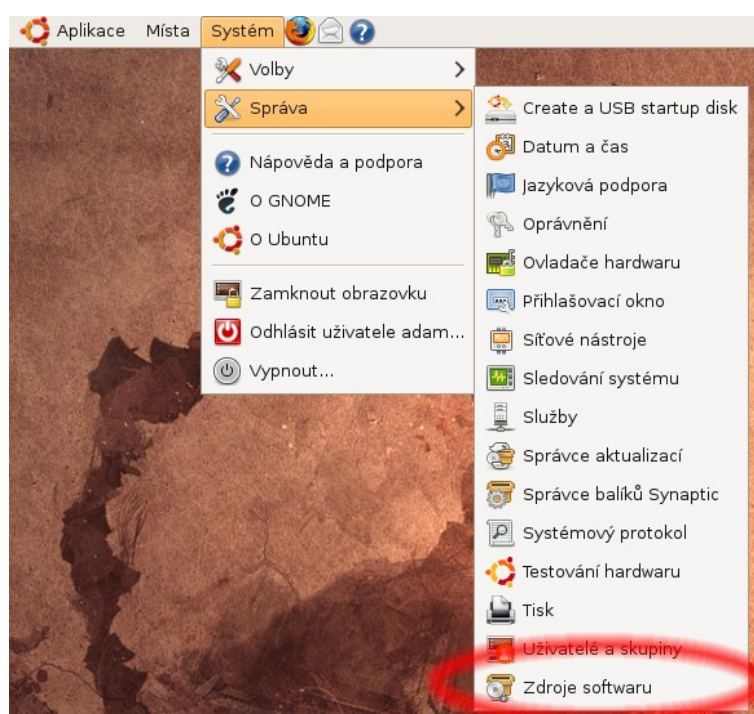 Aplikace Místa Systém
Volby
Správa
Nápověda a podpora
O GNOME
O Ubuntu
Zamknout obrazovku
Odhlásit uživatele adam...
Vypnout...
Create a USB startup disk
Datum a čas
Jazyková podpora
Oprávnění
Ovladače hardwaru
Přihlašovací okno
Síťové nástroje
Sledování systému
Služby
Správce aktualizací
Správce balíků Synaptic
Systémový protokol
Testování hardwaru
Tisk
Uživatelé a skupiny
Zdroje softwaru